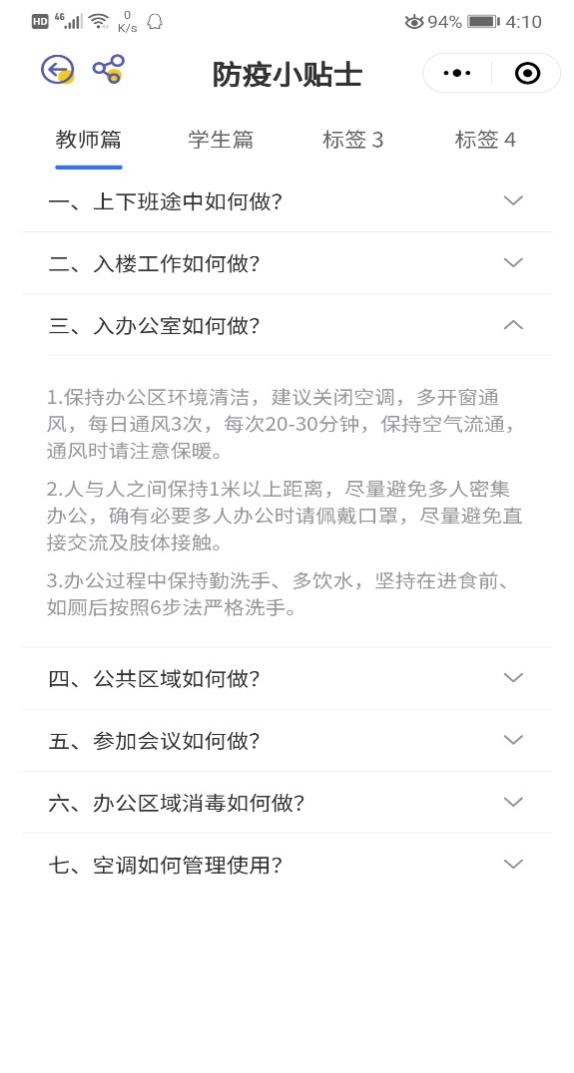 HD 4G 0 K/s 94% 4:10
防疫小贴士
教师篇 学生篇 标签 3 标签 4
一、上下班途中如何做？
二、入楼工作如何做？
三、入办公室如何做？
1.保持办公区环境清洁，建议关闭空调，多开窗通
风，每日通风3次，每次20-30分钟，保持空气流通，
通风时请注意保暖。
2.人与人之间保持1米以上距离，尽量避免多人密集
办公，确有必要多人办公时请佩戴口罩，尽量避免直
接交流及肢体接触。
3.办公过程中保持勤洗手、多饮水，坚持在进食前、
如厕后按照6步法严格洗手。
四、公共区域如何做？
五、参加会议如何做？
六、办公区域消毒如何做？
七、空调如何管理使用？